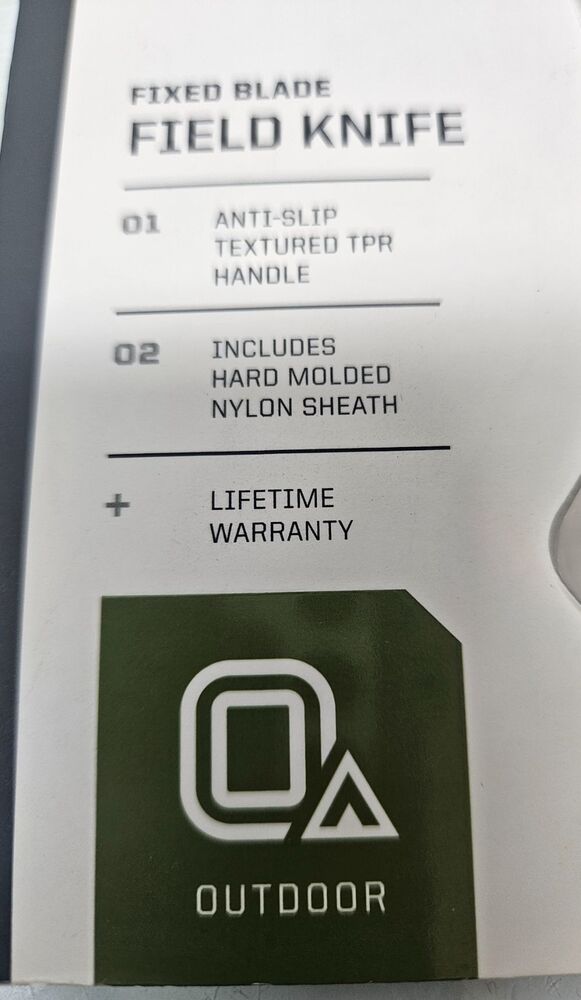 FIXED BLADE
FIELD KNIFE
01 ANTI-SLIP
TEXTURED TPR
HANDLE
02 INCLUDES
HARD MOLDED
NYLON SHEATH
+ LIFETIME
WARRANTY
OUTDOOR